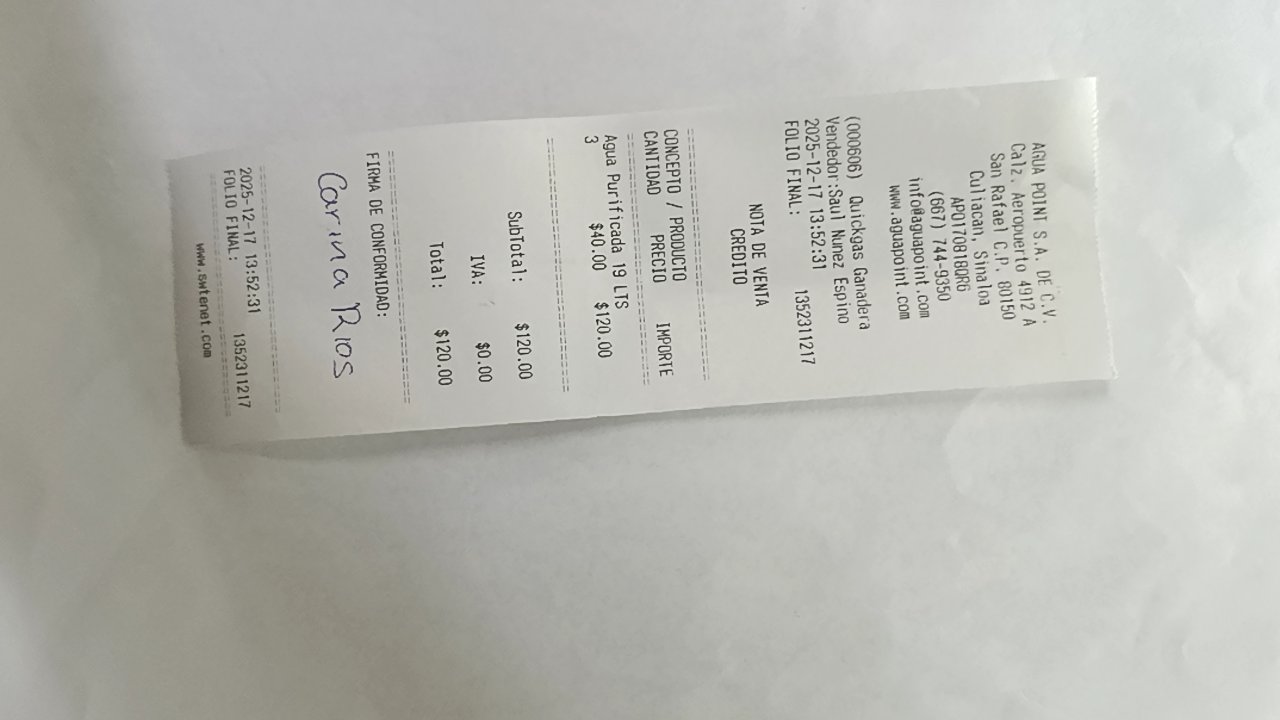 AGUA POINT S.A. DE C.V.
Calz. Aeropuerto 4912 A
San Rafael C.P. 80150
Culiacan, Sinaloa
APO170818QR6
(667) 744-9350
info@aguapoint.com
www.aguapoint.com
(000606) Quickgas Ganadera
Vendedor:Saul Nunez Espino
2025-12-17 13:52:31
FOLIO FINAL: 1352311217
NOTA DE VENTA
CREDITO
CONCEPTO / PRODUCTO
CANTIDAD PRECIO IMPORTE
Agua Purificada 19 LTS
3 $40.00 $120.00
SubTotal: $120.00
IVA: $0.00
Total: $120.00
FIRMA DE CONFORMIDAD:
Carina Rios
2025-12-17 13:52:31
FOLIO FINAL: 1352311217
www.swtenet.com